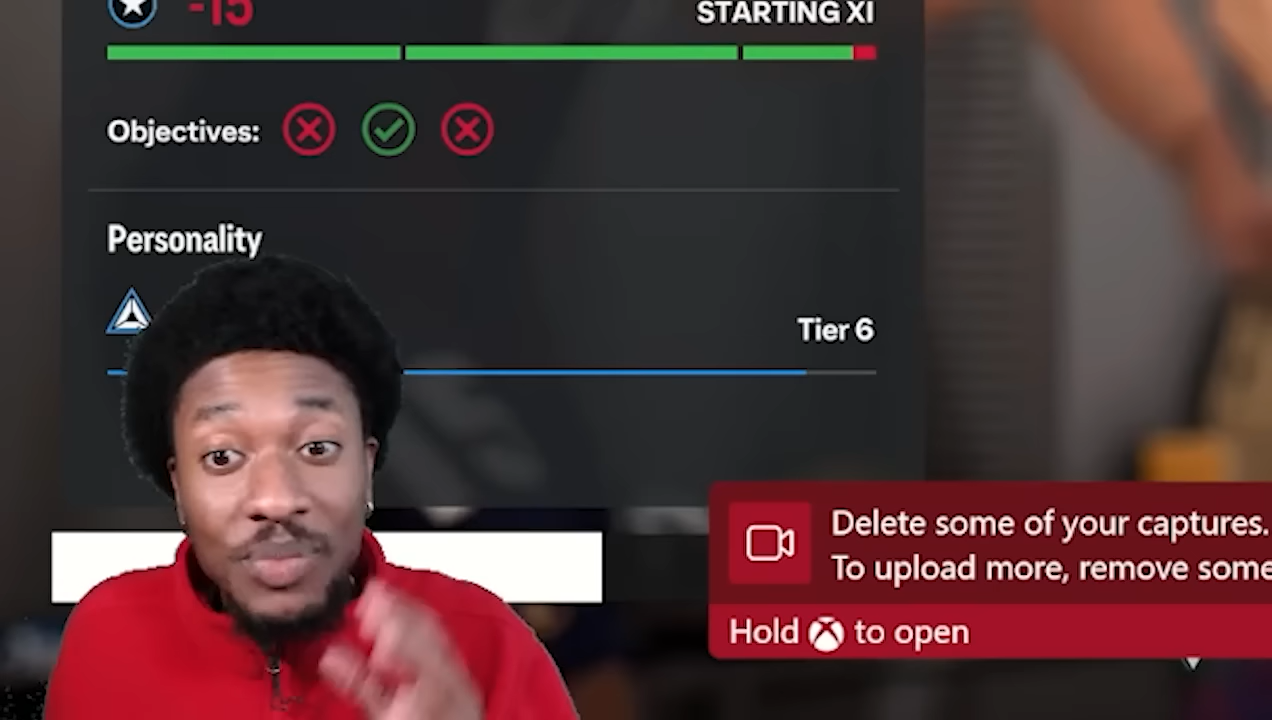 -15
STARTING XI
Objectives:
Personality
Tier 6
Delete some of your captures.
To upload more, remove some
Hold to open